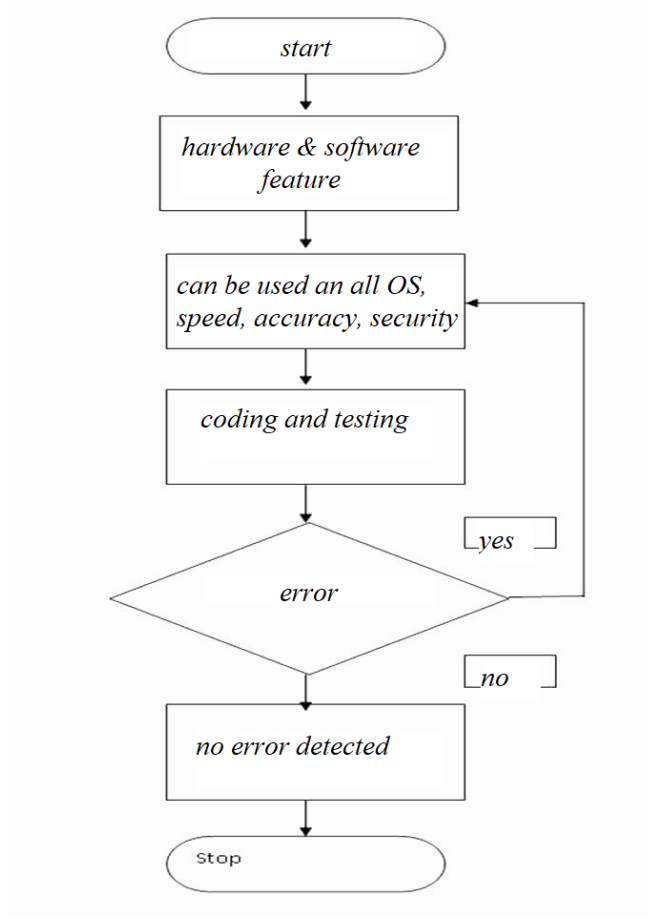 start
hardware & software
feature
can be used an all OS,
speed, accuracy, security
coding and testing
yes
error
no
no error detected
Stop